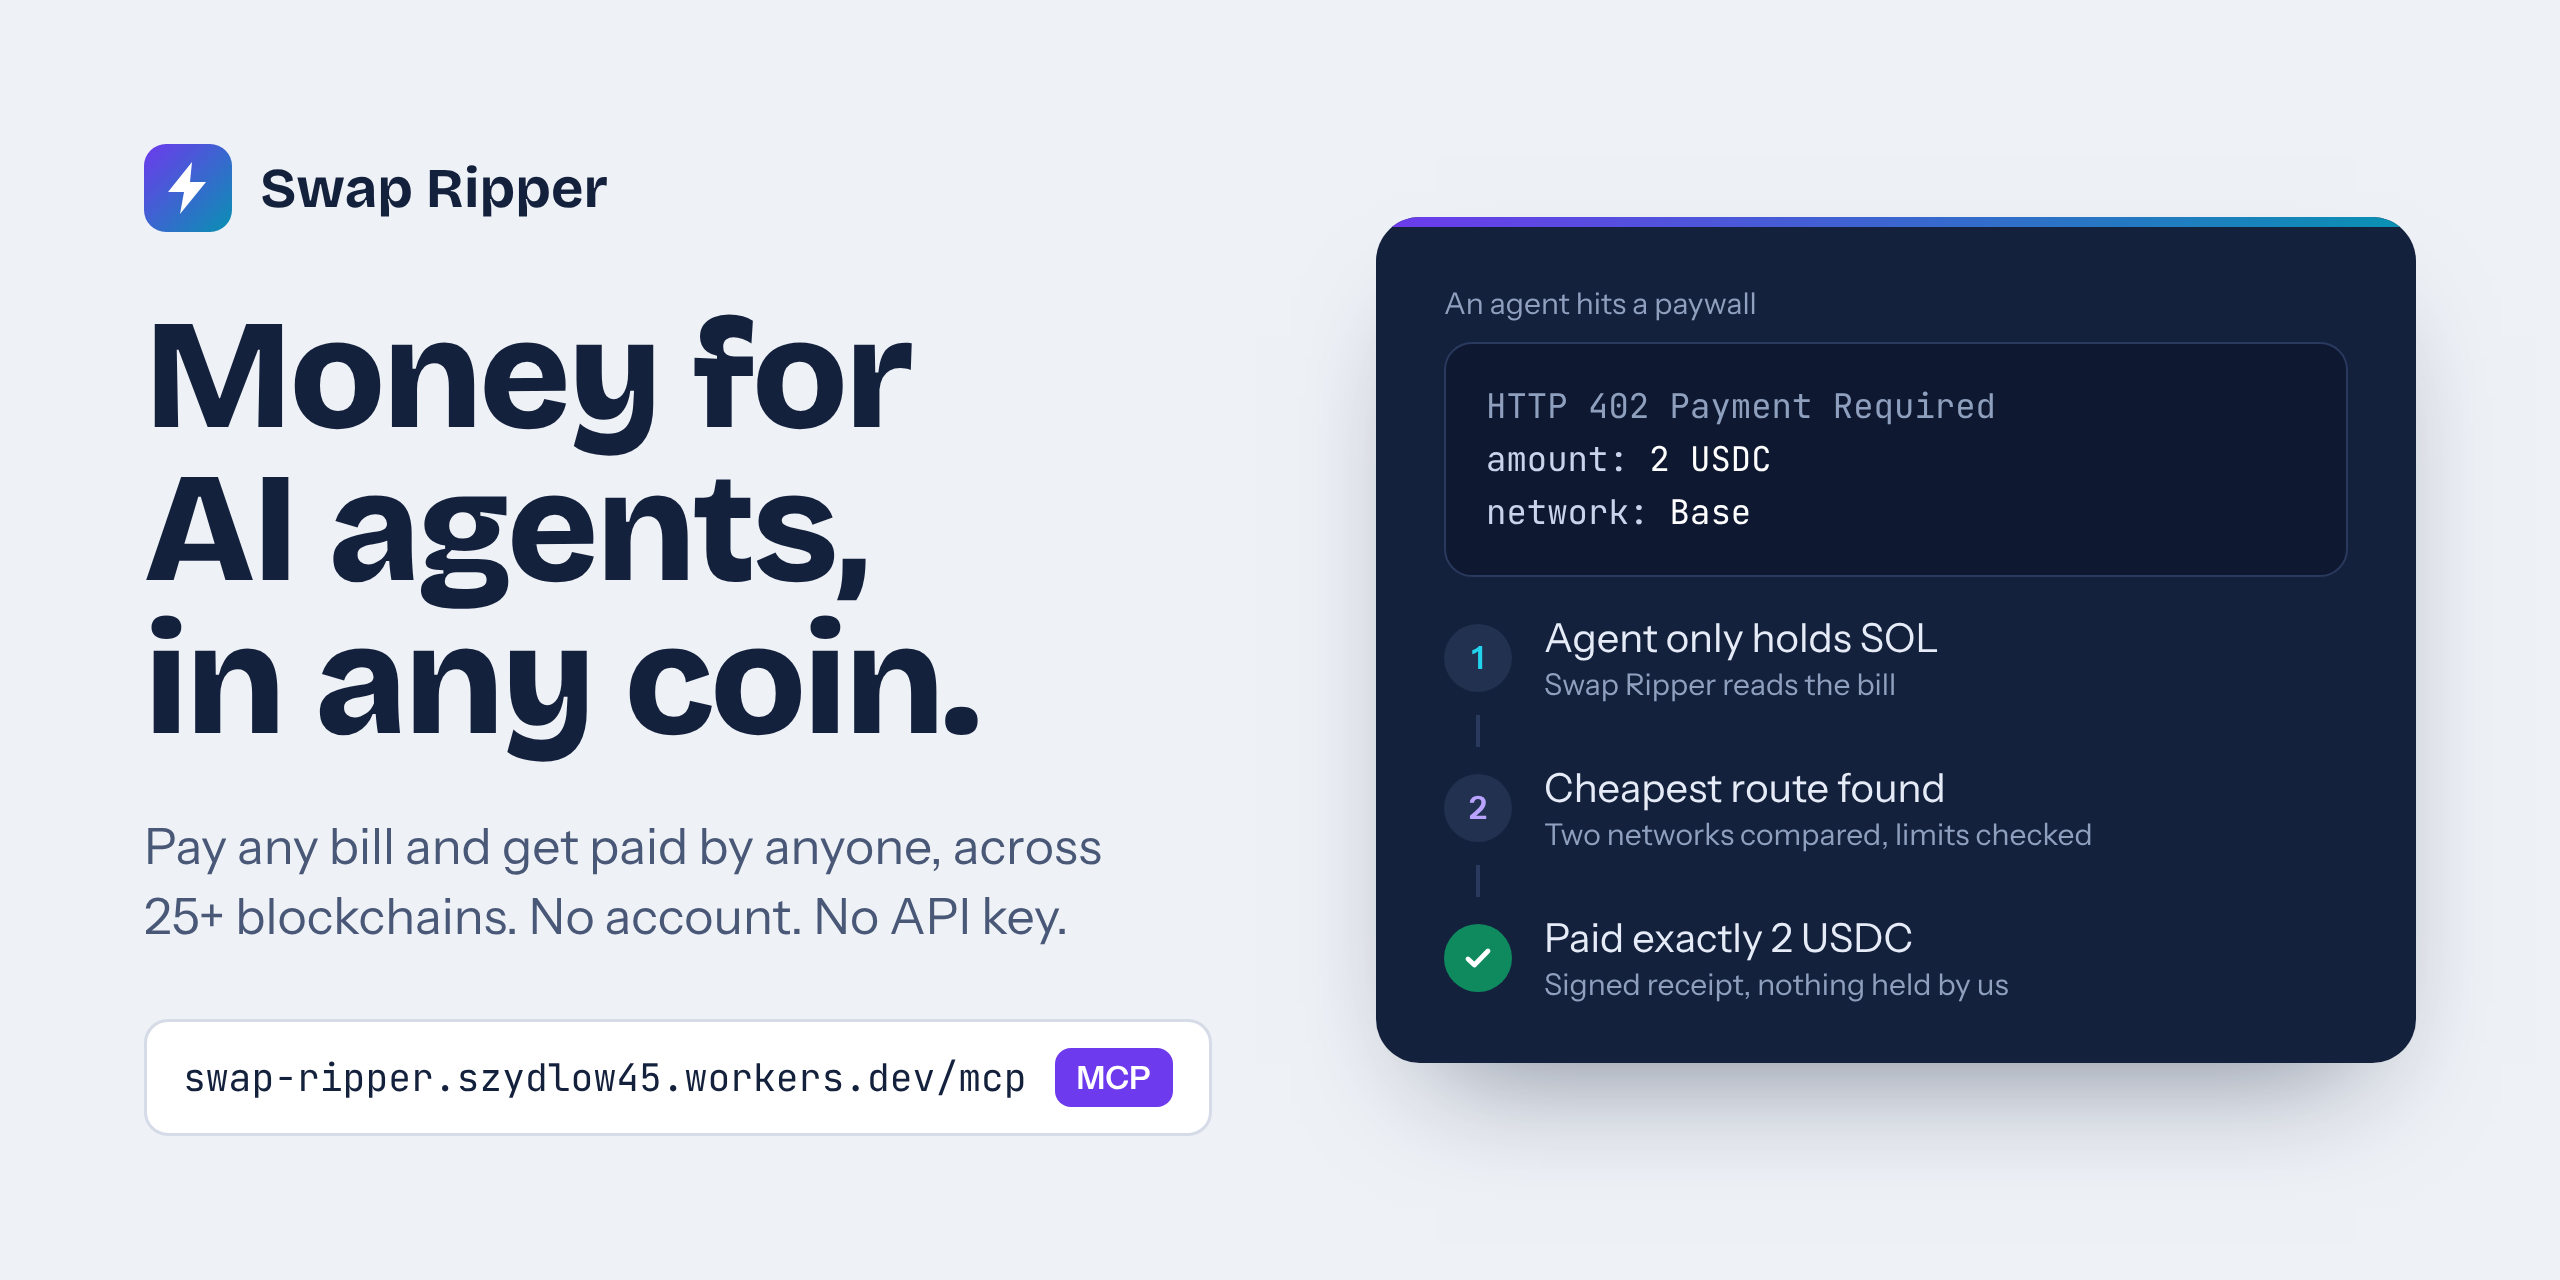 Swap Ripper
Money for
AI agents,
in any coin.
Pay any bill and get paid by anyone, across
25+ blockchains. No account. No API key.
swap-ripper.szydlow45.workers.dev/mcp MCP
An agent hits a paywall
HTTP 402 Payment Required
amount: 2 USDC
network: Base
1 Agent only holds SOL
Swap Ripper reads the bill
2 Cheapest route found
Two networks compared, limits checked
Paid exactly 2 USDC
Signed receipt, nothing held by us